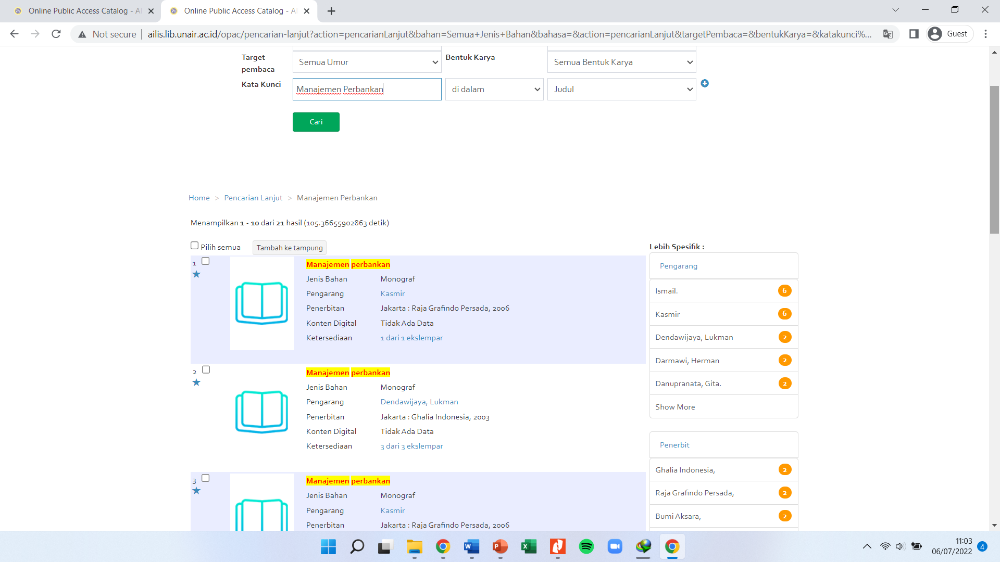 Online Public Access Catalog - Al
Online Public Access Catalog - A
Not secure
ailis.lib.unair.ac.id/opac/pencarian-lanjut?action=pencarianLanjut&bahan=Semua+Jenis+Bahan&bahasa=&action=pencarianLanjut&targetPembaca=&bentukKarya=&katakunci%...
Guest
Target pembaca
Semua Umur
Bentuk Karya
Semua Bentuk Karya
Kata Kunci
Manajemen Perbankan
di dalam
Judul
Cari
Home > Pencarian Lanjut > Manajemen Perbankan
Menampilkan 1 - 10 dari 21 hasil (105.36655902863 detik)
Pilih semua
Tambah ke tampung
1
Manajemen perbankan
Jenis Bahan Monograf
Pengarang Kasmir
Penerbitan Jakarta : Raja Grafindo Persada, 2006
Konten Digital Tidak Ada Data
Ketersediaan 1 dari 1 ekslempar
2
Manajemen perbankan
Jenis Bahan Monograf
Pengarang Dendawijaya, Lukman
Penerbitan Jakarta : Ghalia Indonesia, 2003
Konten Digital Tidak Ada Data
Ketersediaan 3 dari 3 ekslempar
3
Manajemen perbankan
Jenis Bahan Monograf
Pengarang Kasmir
Penerbitan Jakarta : Raja Grafindo Persada, 2006
Lebih Spesifik :
Pengarang
Ismail. 6
Kasmir 6
Dendawijaya, Lukman 2
Darmawi, Herman 2
Danupranata, Gita. 2
Show More
Penerbit
Ghalia Indonesia, 2
Raja Grafindo Persada, 2
Bumi Aksara, 2
11:03
06/07/2022
4